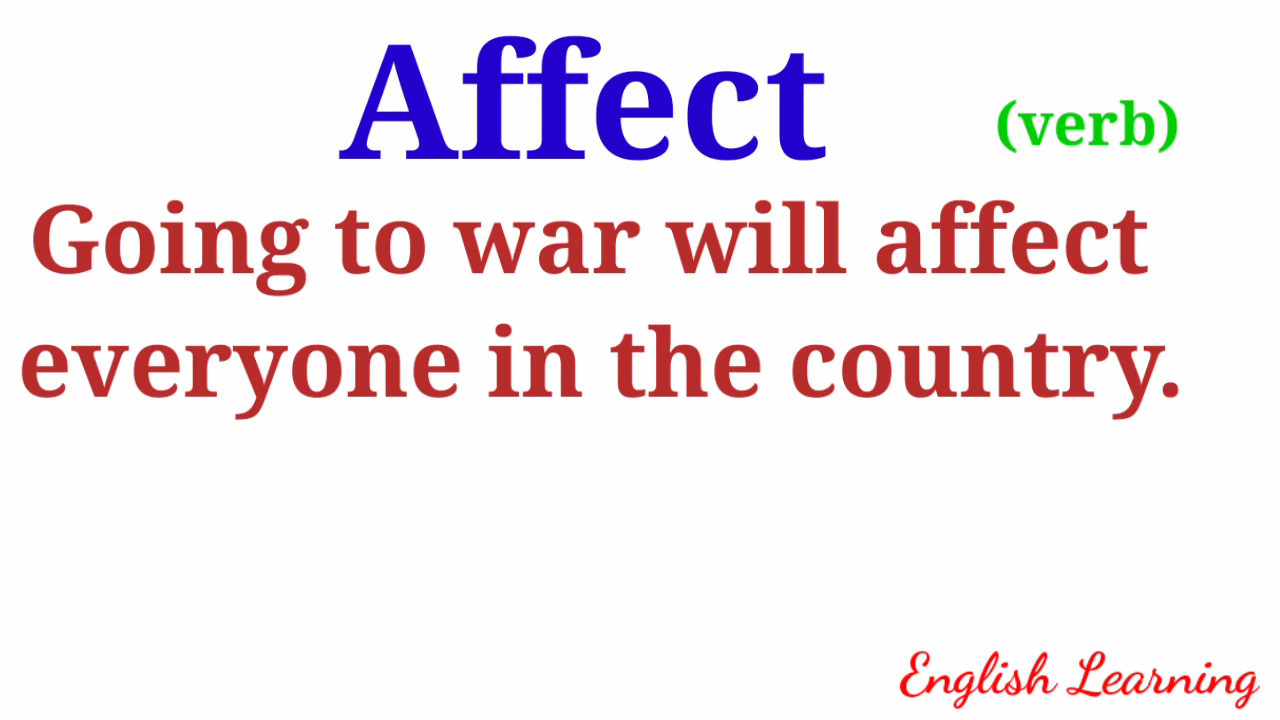 Affect (verb)
Going to war will affect
everyone in the country.
English Learning